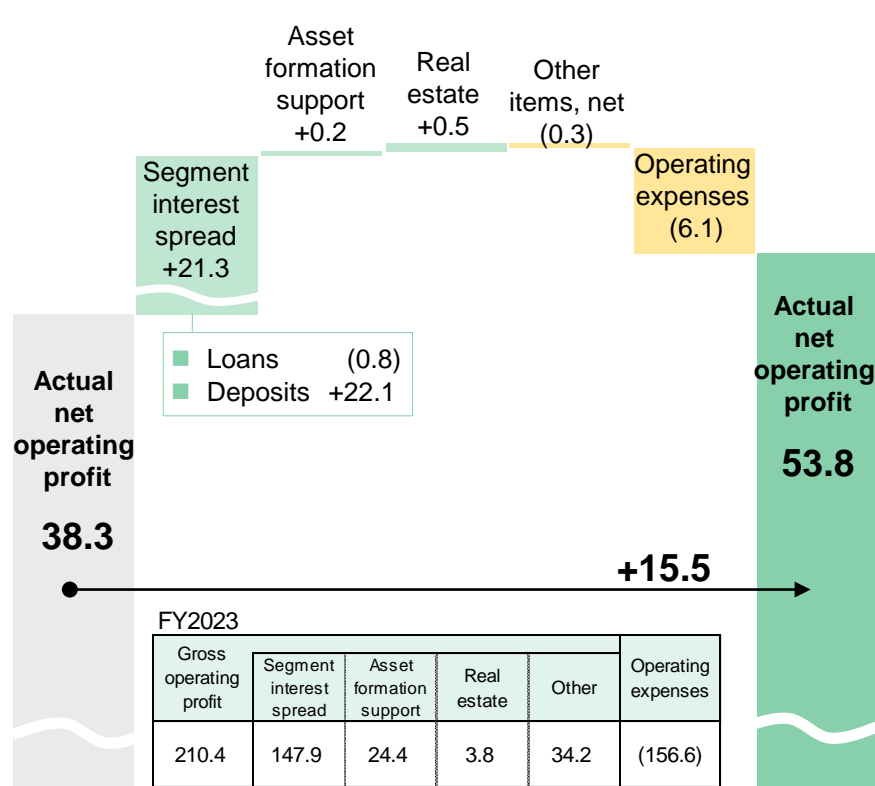 Asset
formation
support
+0.2
Real
estate
+0.5
Other
items, net
(0.3)
Segment
interest
spread
+21.3
Operating
expenses
(6.1)
Loans (0.8)
Deposits +22.1
Actual
net
operating
profit
38.3
Actual
net
operating
profit
53.8
+15.5
FY2023
Gross
operating
profit
Segment
interest
spread
Asset
formation
support
Real
estate
Other
Operating
expenses
210.4 147.9 24.4 3.8 34.2 (156.6)